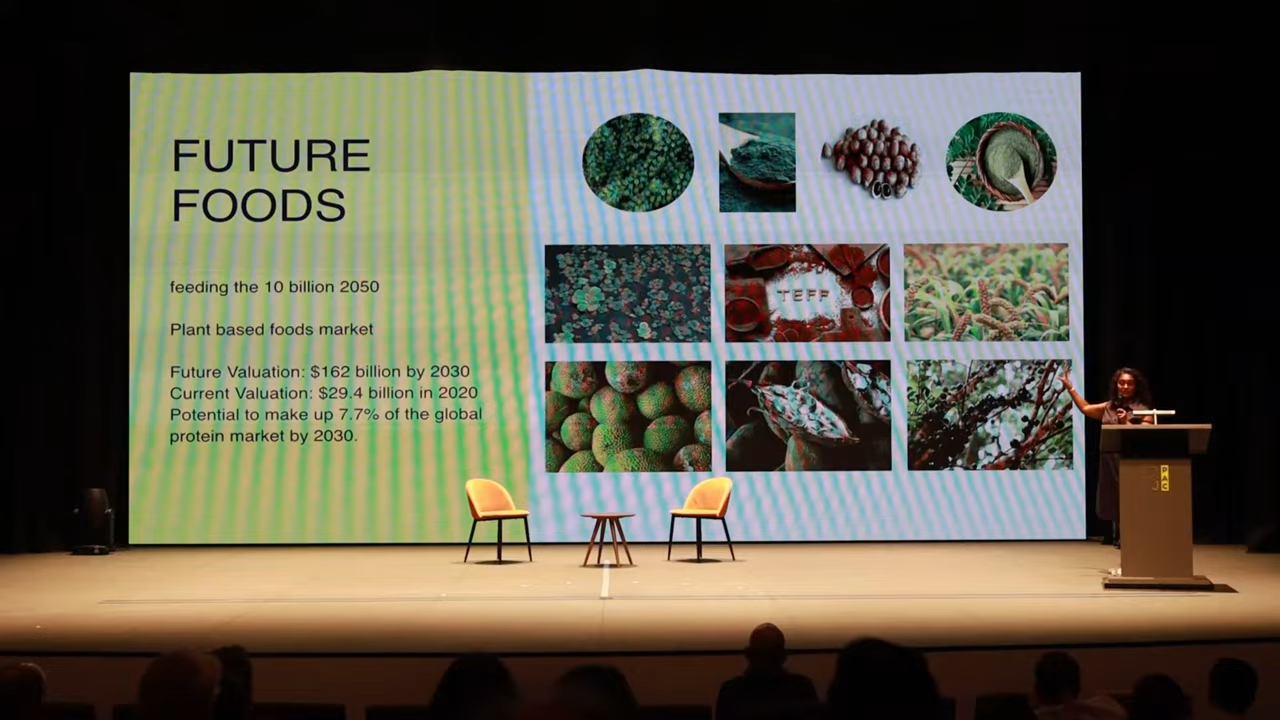 FUTURE
FOODS
feeding the 10 billion 2050
Plant based foods market
Future Valuation: $162 billion by 2030
Current Valuation: $29.4 billion in 2020
Potential to make up 7.7% of the global
protein market by 2030.
TEFF
PAC